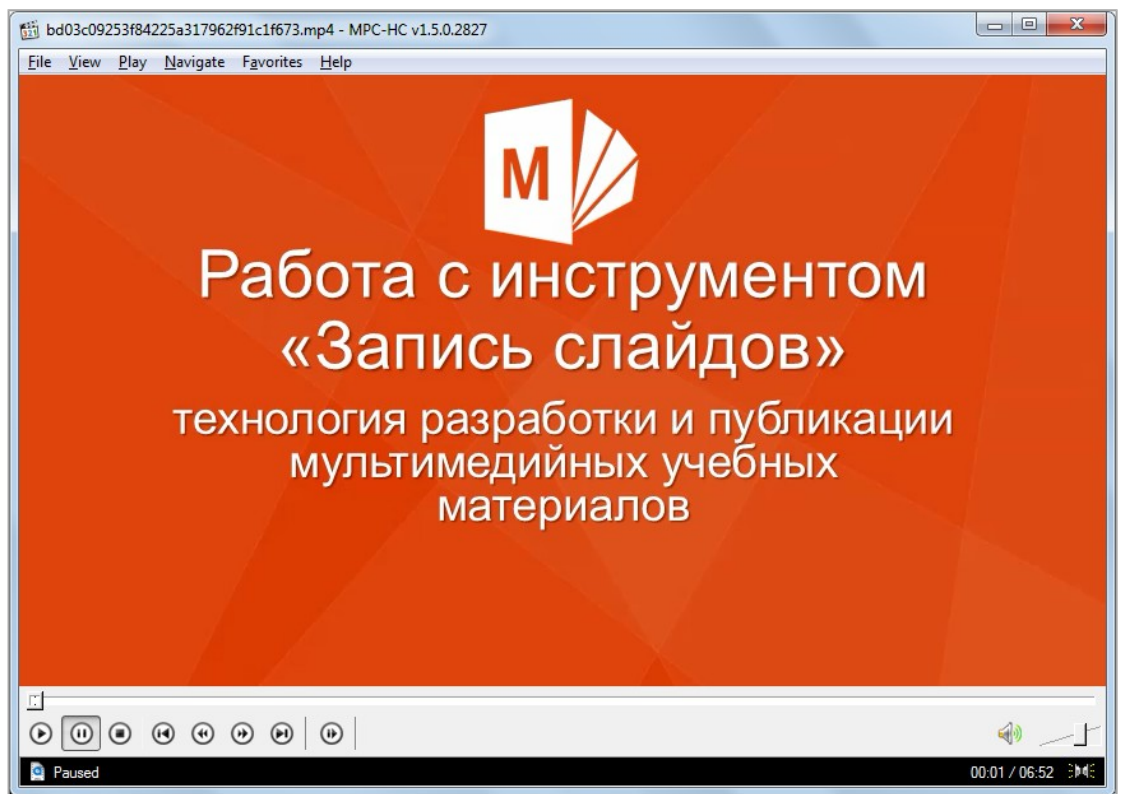 bd03c09253f84225a317962f91c1f673.mp4 - MPC-HC v1.5.0.2827
File View Play Navigate Favorites Help
M
Работа с инструментом
«Запись слайдов»
технология разработки и публикации
мультимедийных учебных
материалов
Paused 00:01 / 06:52